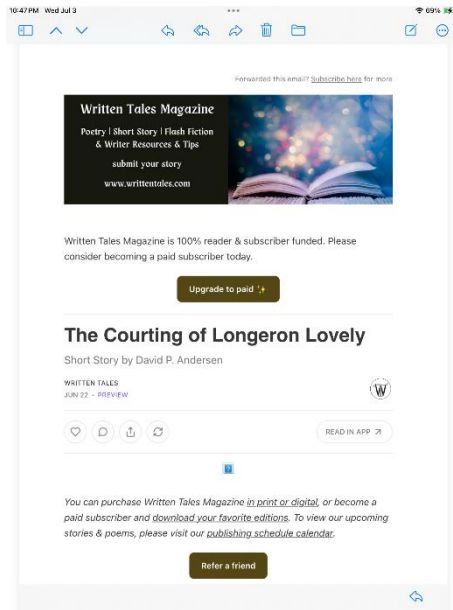 10:47 PM Wed Jul 3
69%
Forwarded this email? Subscribe here for more
Written Tales Magazine
Poetry | Short Story | Flash Fiction
& Writer Resources & Tips
submit your story
www.writtentales.com
Written Tales Magazine is 100% reader & subscriber funded. Please
consider becoming a paid subscriber today.
Upgrade to paid ✨
The Courting of Longeron Lovely
Short Story by David P. Andersen
WRITTEN TALES
JUN 22 · PREVIEW
W
READ IN APP ↗
?
You can purchase Written Tales Magazine in print or digital, or become a
paid subscriber and download your favorite editions. To view our upcoming
stories & poems, please visit our publishing schedule calendar.
Refer a friend